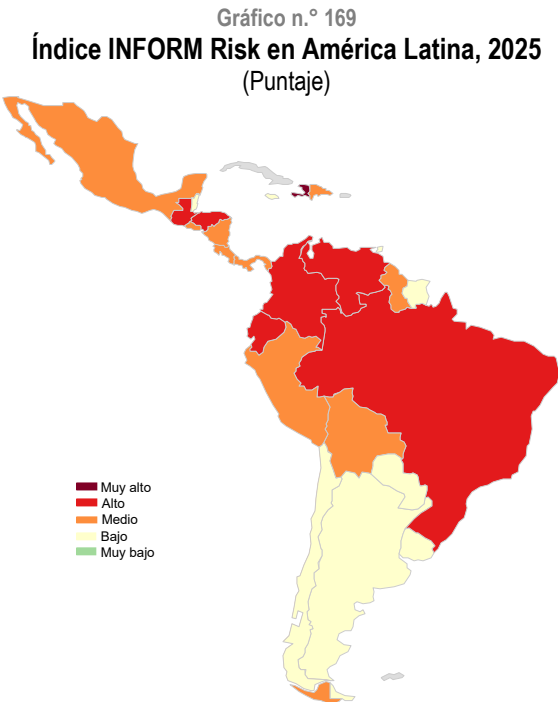 Gráfico n.° 169
Índice INFORM Risk en América Latina, 2025
(Puntaje)
Muy alto
Alto
Medio
Bajo
Muy bajo